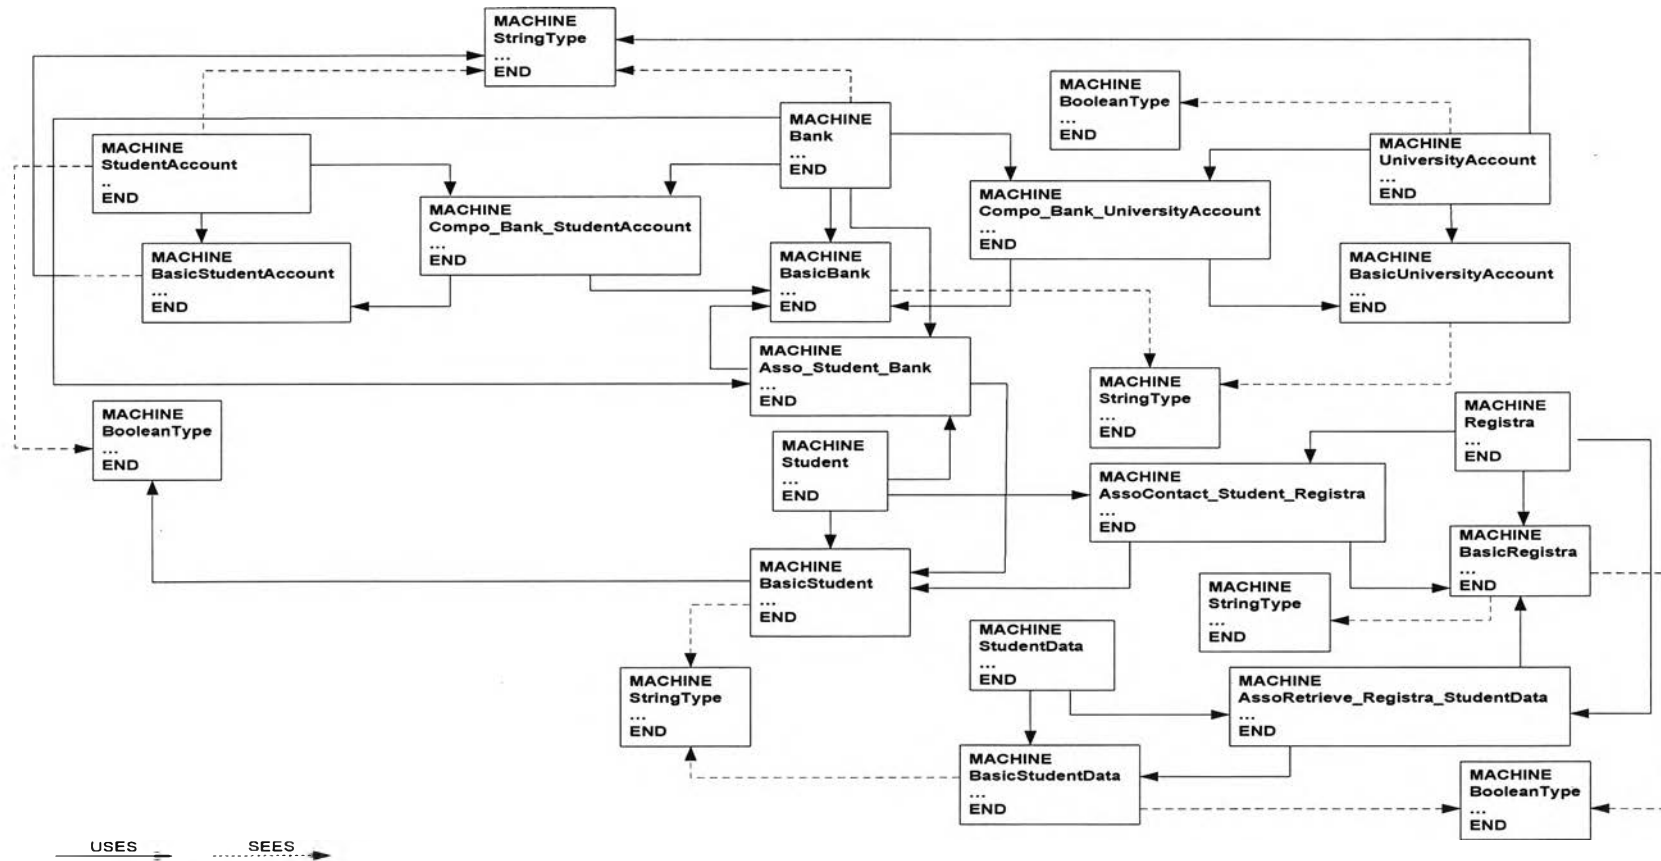 MACHINE
StringType
...
END
MACHINE
BooleanType
...
END
MACHINE
Bank
...
END
MACHINE
StudentAccount
..
END
MACHINE
UniversityAccount
...
END
MACHINE
Compo_Bank_StudentAccount
...
END
MACHINE
Compo_Bank_UniversityAccount
...
END
MACHINE
BasicStudentAccount
...
END
MACHINE
BasicBank
...
END
MACHINE
BasicUniversityAccount
...
END
MACHINE
Asso_Student_Bank
...
END
MACHINE
StringType
...
END
MACHINE
BooleanType
...
END
MACHINE
Registra
...
END
MACHINE
Student
...
END
MACHINE
AssoContact_Student_Registra
...
END
MACHINE
BasicRegistra
...
END
MACHINE
BasicStudent
...
END
MACHINE
StringType
...
END
MACHINE
StudentData
...
END
MACHINE
StringType
...
END
MACHINE
AssoRetrieve_Registra_StudentData
...
END
MACHINE
BasicStudentData
...
END
MACHINE
BooleanType
...
END
USES
SEES